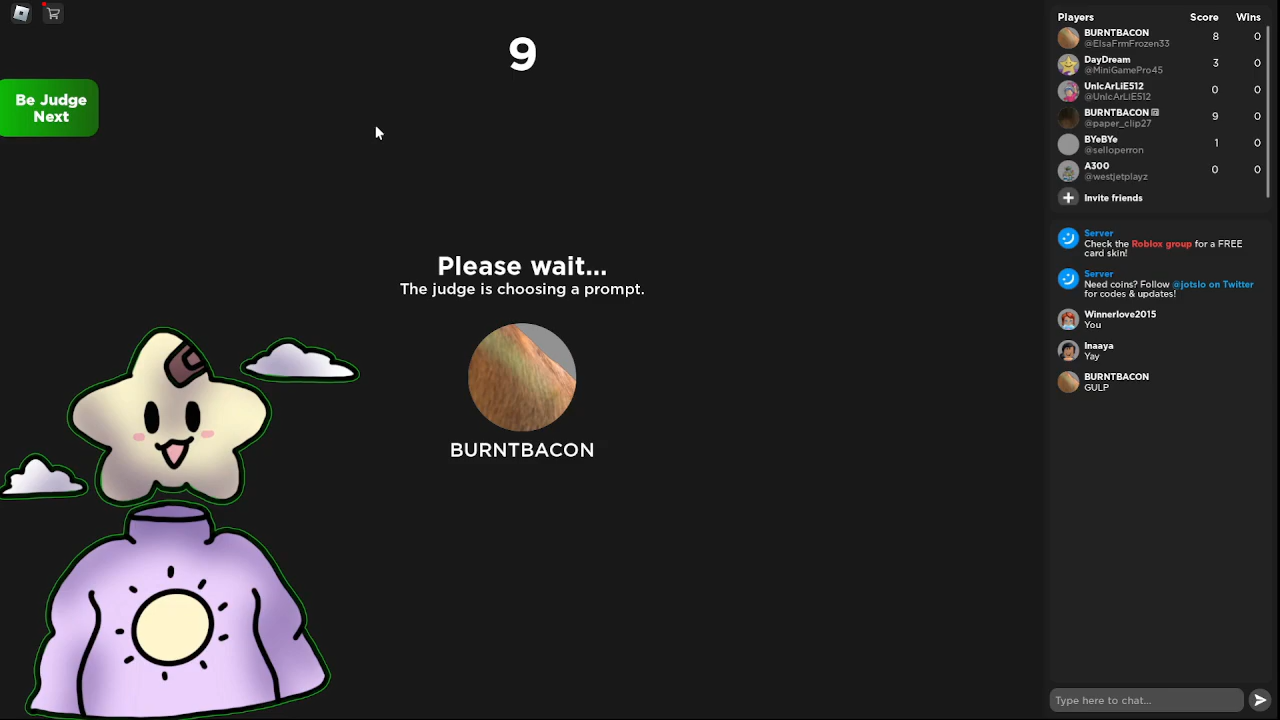 9
Be Judge
Next
Please wait...
The judge is choosing a prompt.
BURNTBACON
Players Score Wins
BURNTBACON 8 0
@ElsaFrmFrozen33
DayDream 3 0
@MiniGamePro45
UnIcArLiE512 0 0
@UnIcArLiE512
BURNTBACON 9 0
@paper_clip27
BYeBYe 1 0
@selloperron
A300 0 0
@westjetplayz
Invite friends
Server
Check the Roblox group for a FREE
card skin!
Server
Need coins? Follow @jotslo on Twitter
for codes & updates!
Winnerlove2015
You
Inaaya
Yay
BURNTBACON
GULP
Type here to chat...